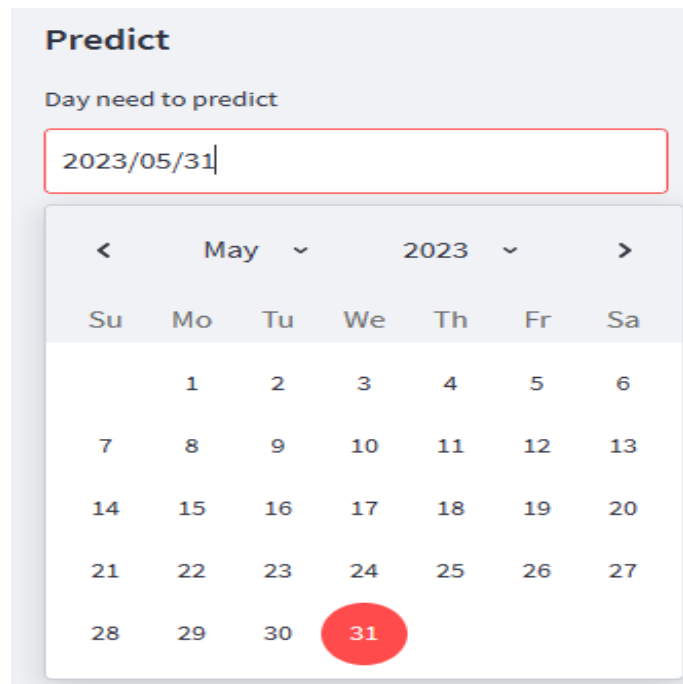 Predict
Day need to predict
2023/05/31
May 2023
Su Mo Tu We Th Fr Sa
1 2 3 4 5 6
7 8 9 10 11 12 13
14 15 16 17 18 19 20
21 22 23 24 25 26 27
28 29 30 31